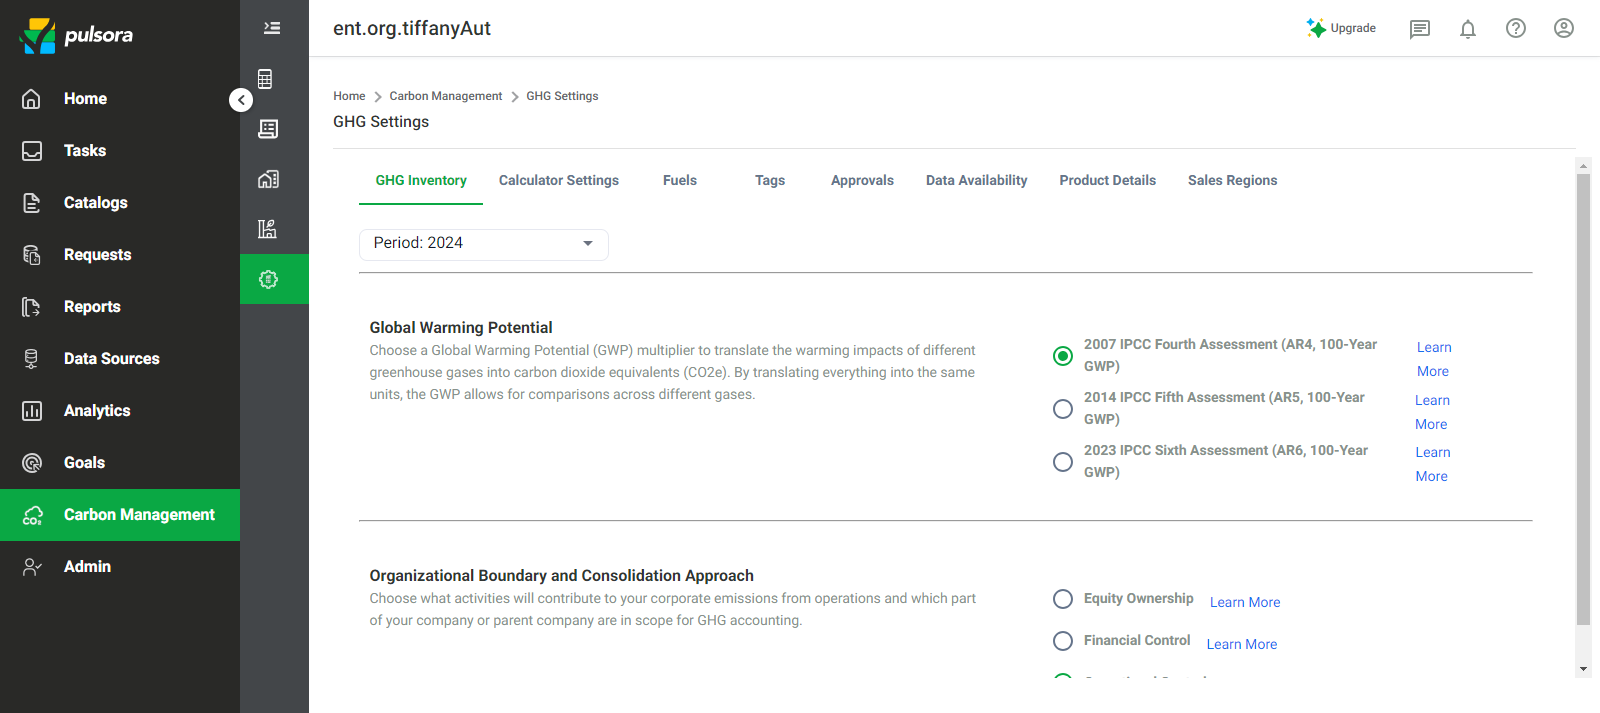 pulsora
Home
Tasks
Catalogs
Requests
Reports
Data Sources
Analytics
Goals
Carbon Management
Admin
ent.org.tiffanyAut
Upgrade
Home > Carbon Management > GHG Settings
GHG Settings
GHG Inventory Calculator Settings Fuels Tags Approvals Data Availability Product Details Sales Regions
Period: 2024
Global Warming Potential
Choose a Global Warming Potential (GWP) multiplier to translate the warming impacts of different
greenhouse gases into carbon dioxide equivalents (CO2e). By translating everything into the same
units, the GWP allows for comparisons across different gases.
2007 IPCC Fourth Assessment (AR4, 100-Year
GWP)
Learn
More
2014 IPCC Fifth Assessment (AR5, 100-Year
GWP)
Learn
More
2023 IPCC Sixth Assessment (AR6, 100-Year
GWP)
Learn
More
Organizational Boundary and Consolidation Approach
Choose what activities will contribute to your corporate emissions from operations and which part
of your company or parent company are in scope for GHG accounting.
Equity Ownership Learn More
Financial Control Learn More